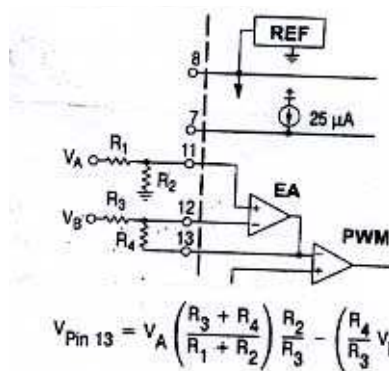 REF
8
7
25 μA
11
R1
VA
R2
EA
R3
12
VB
R4
13
PWM
VPin 13 = VA (R3 + R4 / R1 + R2) R2 / R3 - (R4 / R3 V